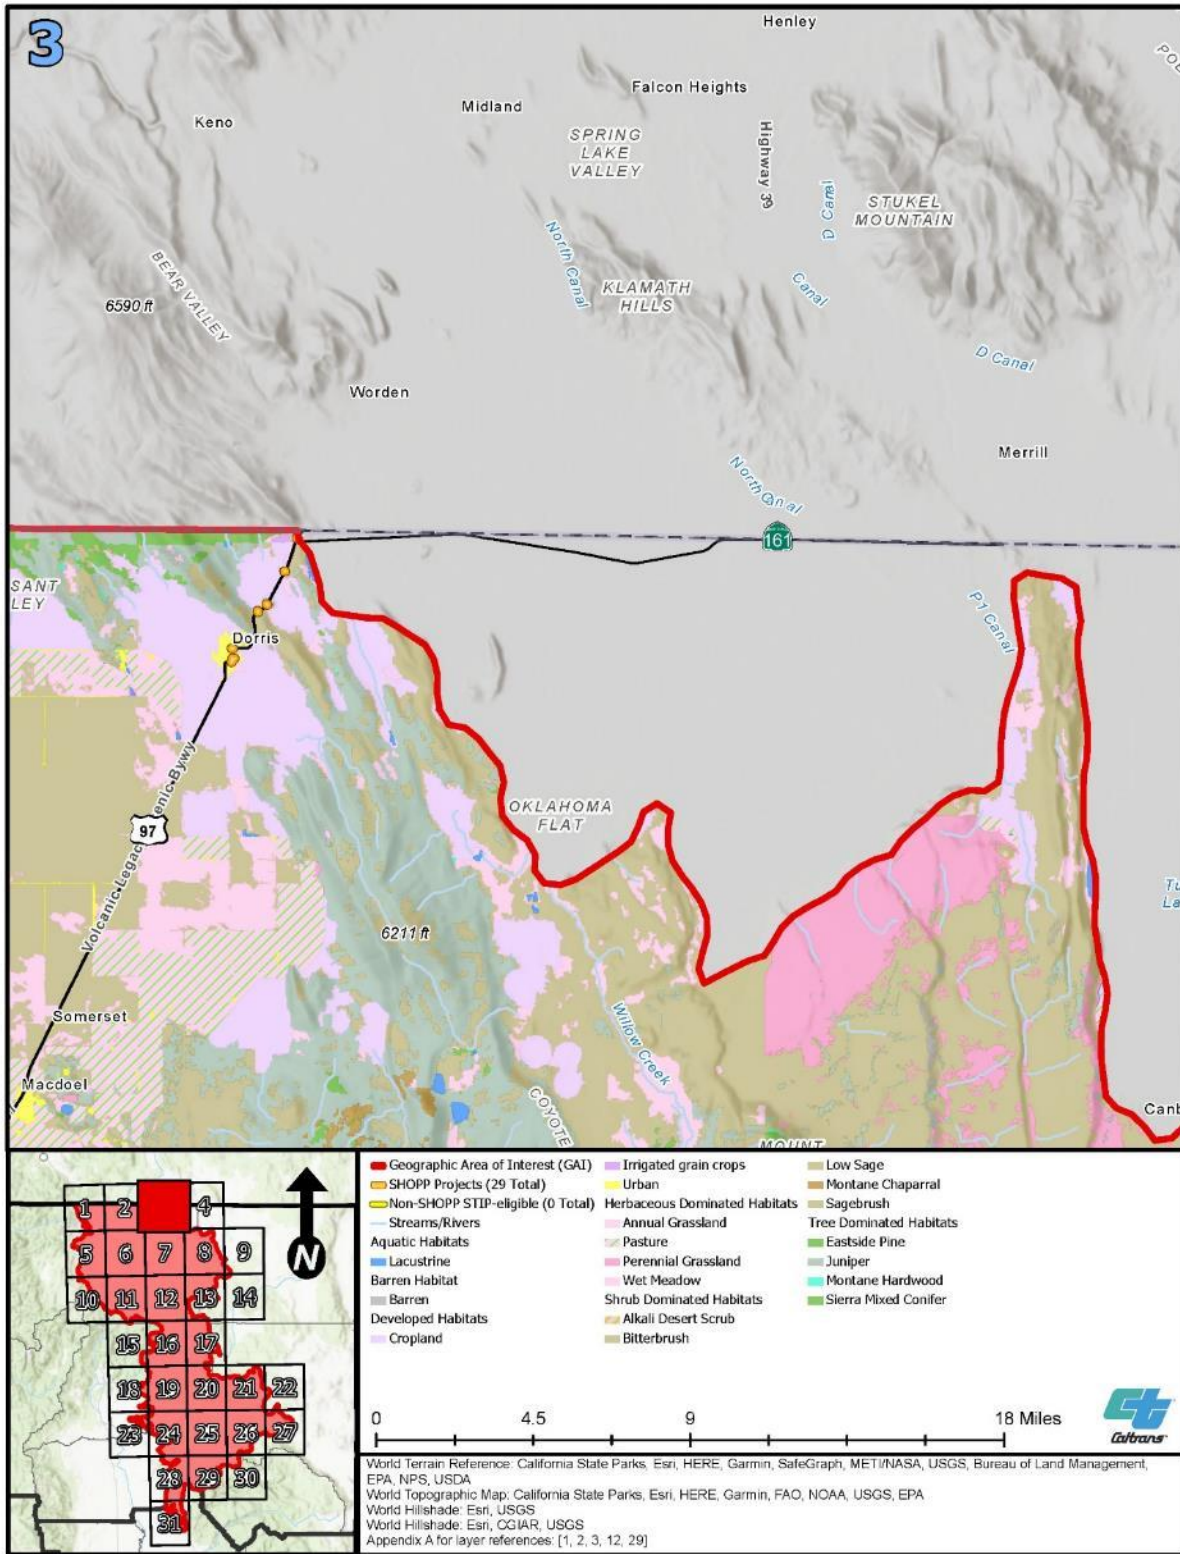 3
Henley
POE
Falcon Heights
Midland
Keno
SPRING
LAKE
VALLEY
Highway 39
D Canal
STUKEL
MOUNTAIN
North Canal
BEAR VALLEY
KLAMATH
HILLS
Canal
6590 ft
D Canal
Worden
Merrill
North Canal
161
SANT
LEY
P1 Canal
Dorris
OKLAHOMA
FLAT
97
Volcanic Legac enic Bywy
Tu
La
6211 ft
Somerset
Willow Creek
Macdoel
COYOTE
Canb
MOUNT
1 2 4
5 6 7 8 9
10 11 12 13 14
15 16 17
18 19 20 21 22
23 24 25 26 27
28 29 30
31
N
Geographic Area of Interest (GAI)
SHOPP Projects (29 Total)
Non-SHOPP STIP-eligible (0 Total)
Streams/Rivers
Aquatic Habitats
Lacustrine
Barren Habitat
Barren
Developed Habitats
Cropland
Irrigated grain crops
Urban
Herbaceous Dominated Habitats
Annual Grassland
Pasture
Perennial Grassland
Wet Meadow
Shrub Dominated Habitats
Alkali Desert Scrub
Bitterbrush
Low Sage
Montane Chaparral
Sagebrush
Tree Dominated Habitats
Eastside Pine
Juniper
Montane Hardwood
Sierra Mixed Conifer
0 4.5 9 18 Miles
Caltrans
World Terrain Reference: California State Parks, Esri, HERE, Garmin, SafeGraph, METI/NASA, USGS, Bureau of Land Management,
EPA, NPS, USDA
World Topographic Map: California State Parks, Esri, HERE, Garmin, FAO, NOAA, USGS, EPA
World Hillshade: Esri, USGS
World Hillshade: Esri, CGIAR, USGS
Appendix A for layer references: [1, 2, 3, 12, 29]